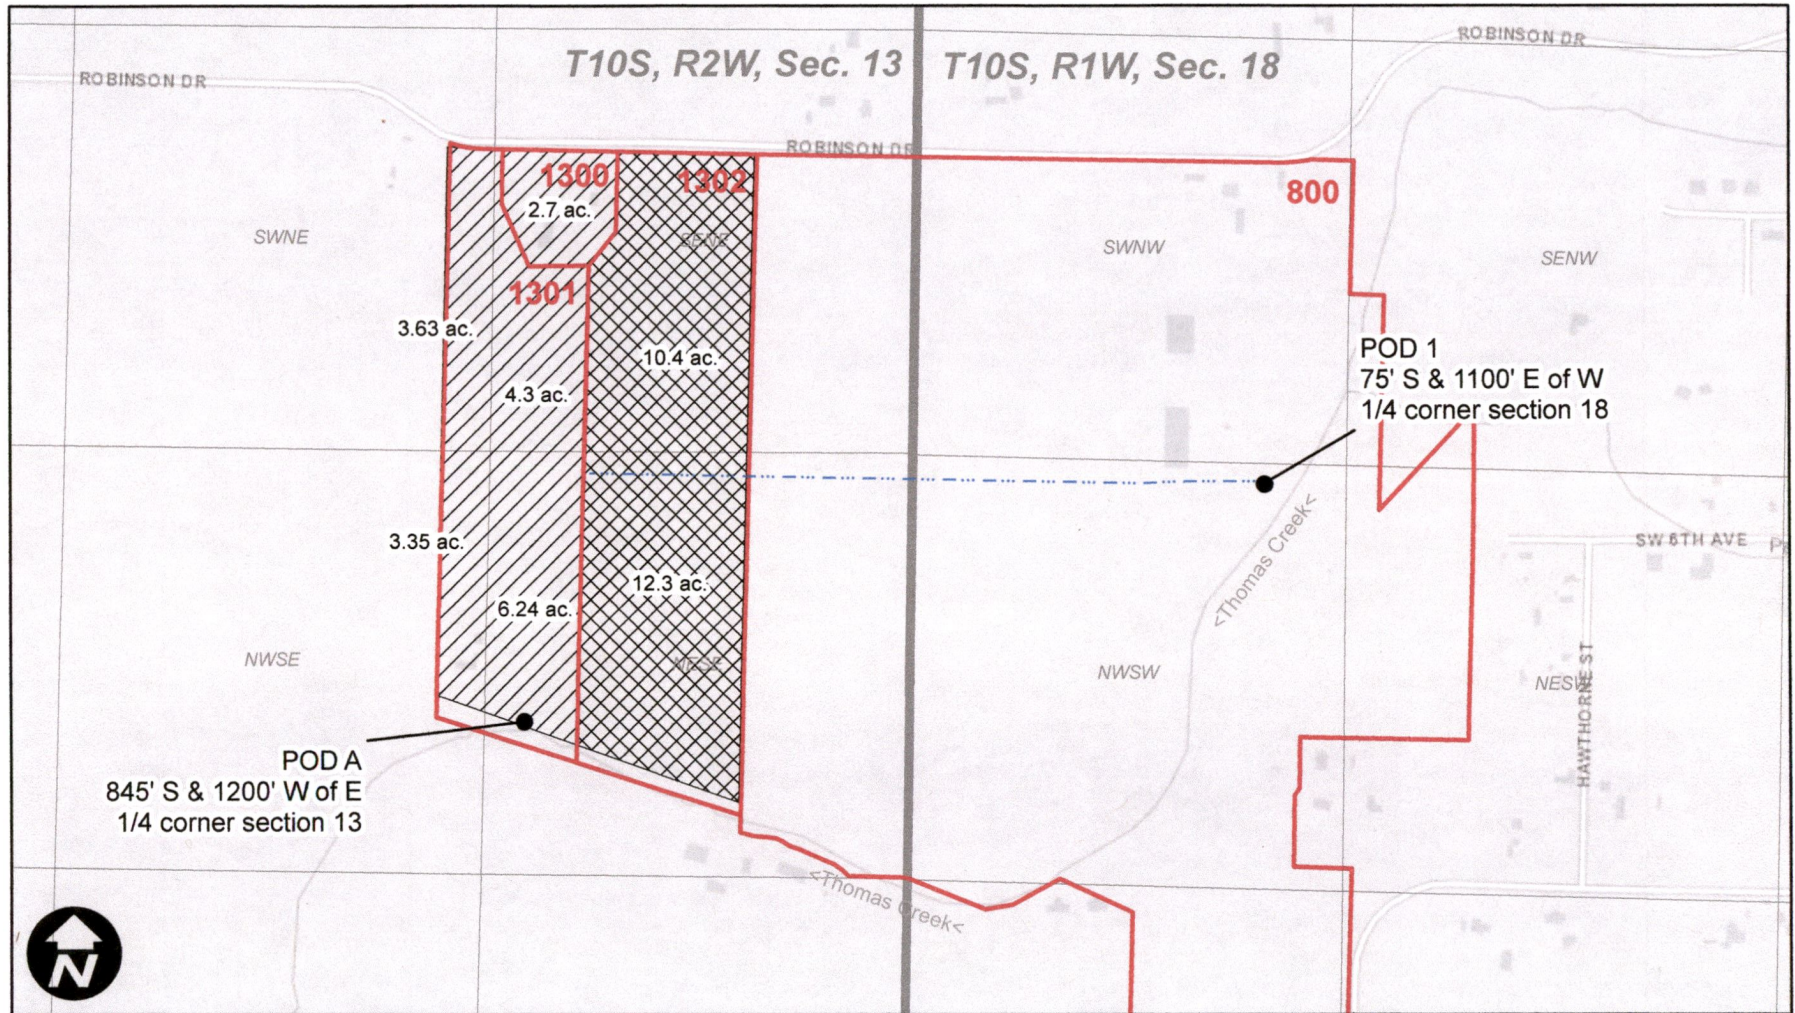 ROBINSON DR
T10S, R2W, Sec. 13
T10S, R1W, Sec. 18
ROBINSON DR
ROBINSON DR
1300
1302
800
2.7 ac.
SWNE
SENE
SWNW
SENW
1301
3.63 ac.
10.4 ac.
4.3 ac.
POD 1
75' S & 1100' E of W
1/4 corner section 18
3.35 ac.
12.3 ac.
6.24 ac.
<Thomas Creek<
SW 6TH AVE
NWSE
NESE
NWSW
NESW
HAWTHORNE ST
POD A
845' S & 1200' W of E
1/4 corner section 13
<Thomas Creek<
N